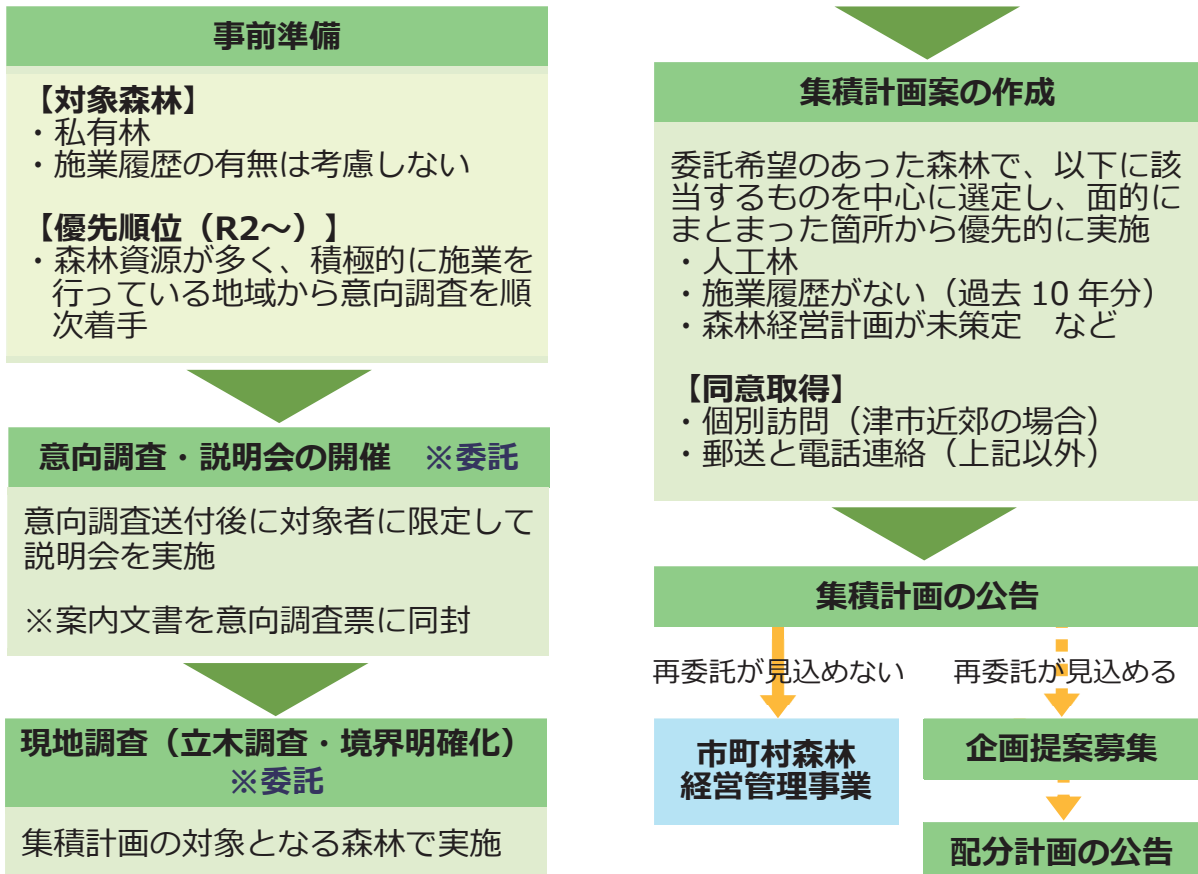 事前準備
【対象森林】
・私有林
・施業履歴の有無は考慮しない
【優先順位（R2～）】
・森林資源が多く、積極的に施業を
行っている地域から意向調査を順
次着手
意向調査・説明会の開催　※委託
意向調査送付後に対象者に限定して
説明会を実施
※案内文書を意向調査票に同封
現地調査（立木調査・境界明確化）
※委託
集積計画の対象となる森林で実施
集積計画案の作成
委託希望のあった森林で、以下に該
当するものを中心に選定し、面的に
まとまった箇所から優先的に実施
・人工林
・施業履歴がない（過去 10 年分）
・森林経営計画が未策定　など
【同意取得】
・個別訪問（津市近郊の場合）
・郵送と電話連絡（上記以外）
集積計画の公告
再委託が見込めない
再委託が見込める
市町村森林
経営管理事業
企画提案募集
配分計画の公告